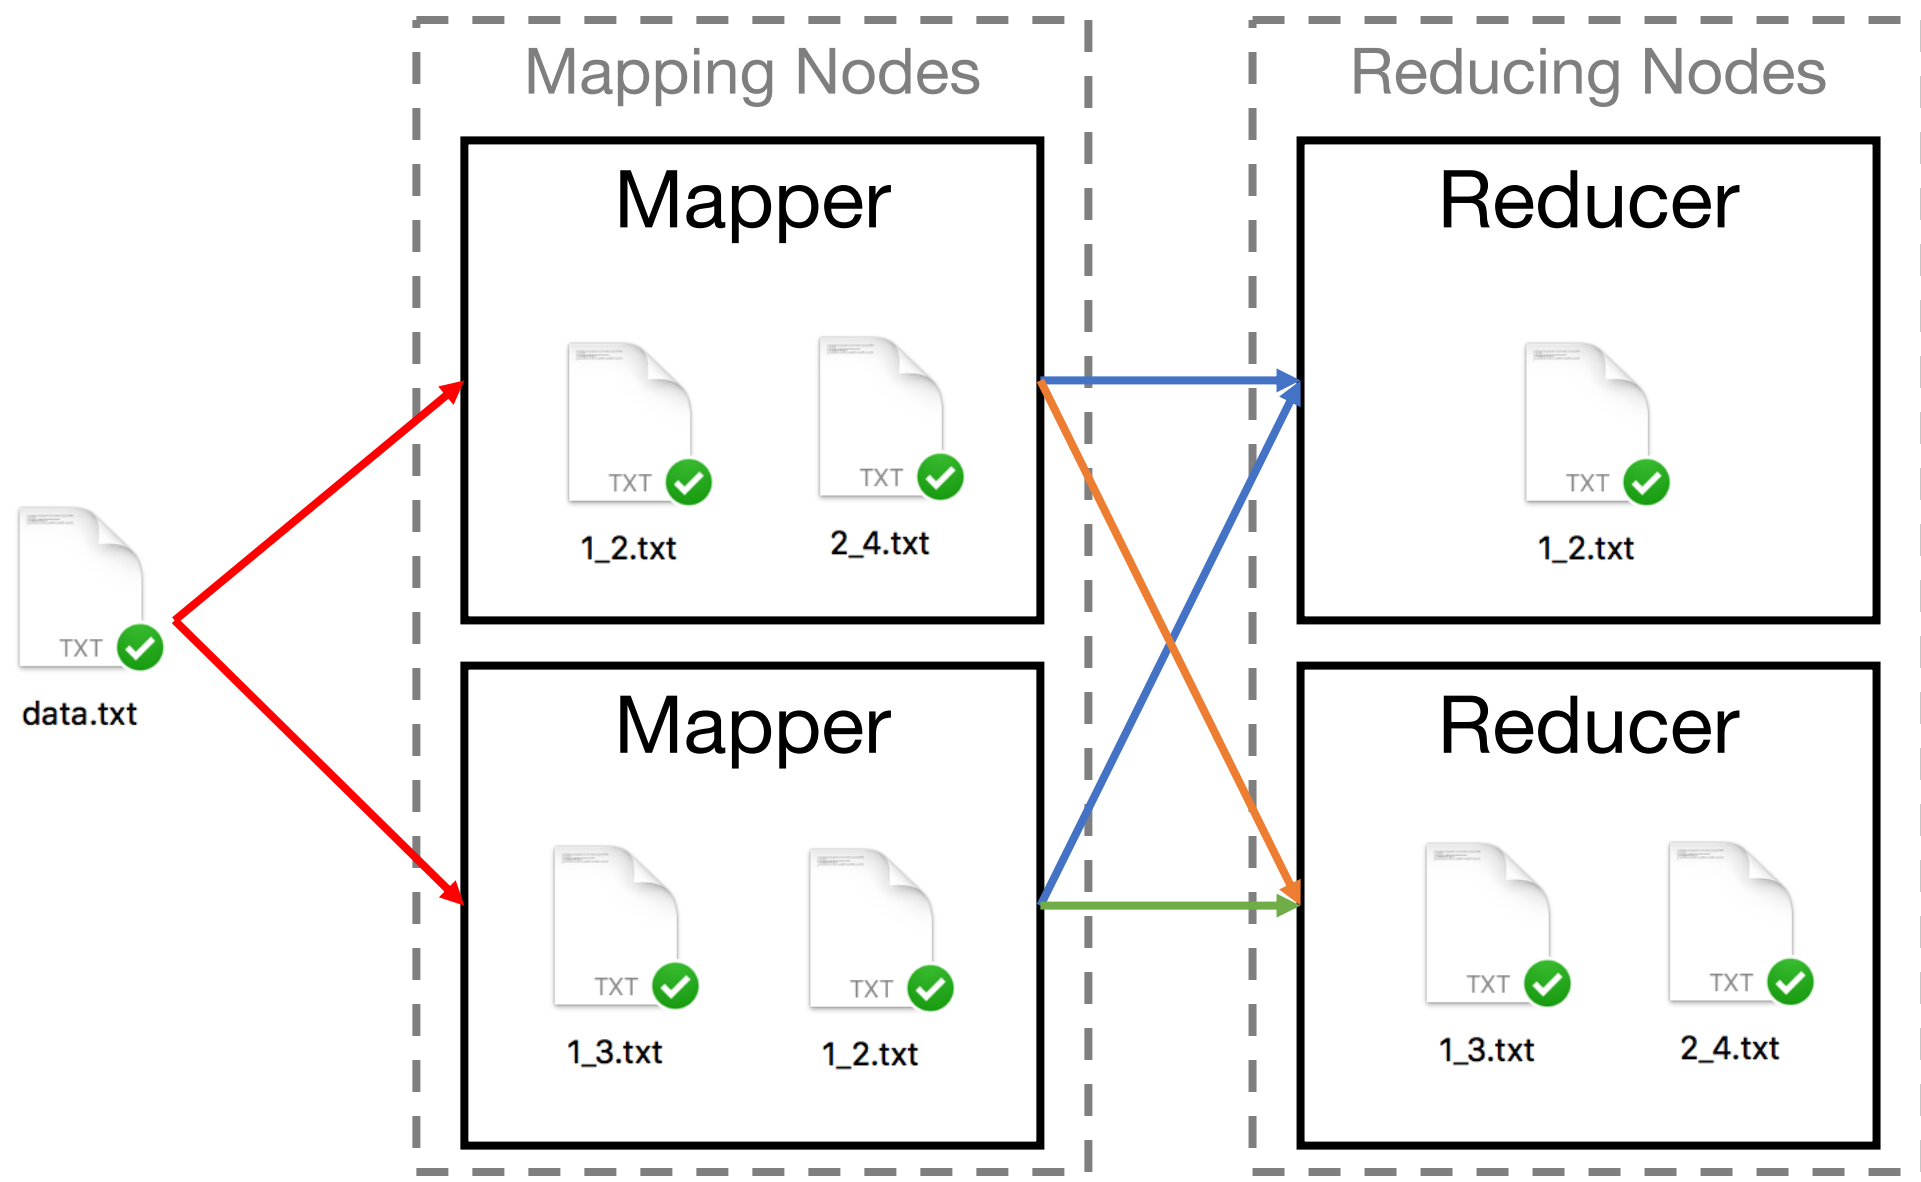 Mapping Nodes
Reducing Nodes
Mapper
TXT
1_2.txt
TXT
2_4.txt
Reducer
TXT
1_2.txt
TXT
data.txt
Mapper
TXT
1_3.txt
TXT
1_2.txt
Reducer
TXT
1_3.txt
TXT
2_4.txt